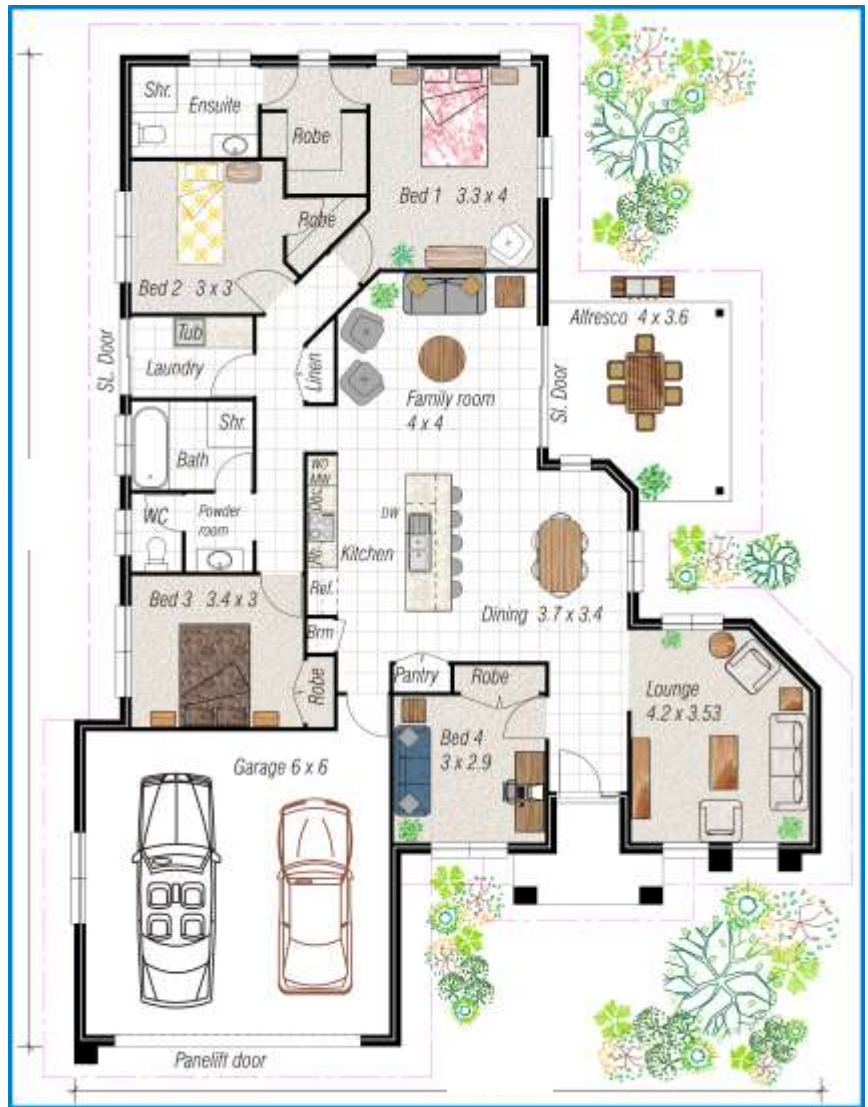 Shr.
Ensuite
Robe
Bed 1 3.3 x 4
Robe
Bed 2 3 x 3
Alfresco 4 x 3.6
Tub
SL. Door
Laundry
Linen
Family room
4 x 4
Sl. Door
Shr.
Bath
WO
MW
DW
WC
Powder
room
Kitchen
Ref.
Bed 3 3.4 x 3
Dining 3.7 x 3.4
Brm
Pantry
Robe
Robe
Lounge
4.2 x 3.53
Bed 4
3 x 2.9
Garage 6 x 6
Panelift door